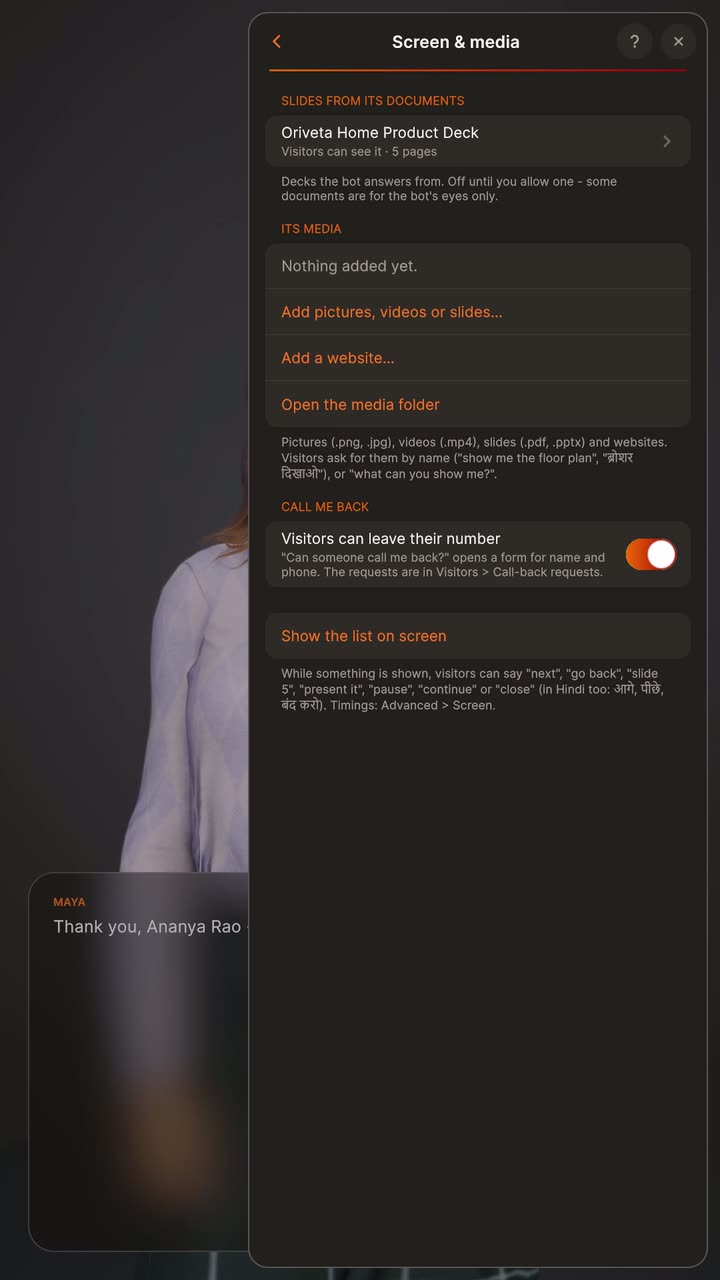 Screen & media
?
SLIDES FROM ITS DOCUMENTS
Oriveta Home Product Deck
Visitors can see it · 5 pages
Decks the bot answers from. Off until you allow one - some
documents are for the bot's eyes only.
ITS MEDIA
Nothing added yet.
Add pictures, videos or slides...
Add a website...
Open the media folder
Pictures (.png, .jpg), videos (.mp4), slides (.pdf, .pptx) and websites.
Visitors ask for them by name ("show me the floor plan", "ब्रोशर
दिखाओ"), or "what can you show me?".
CALL ME BACK
Visitors can leave their number
"Can someone call me back?" opens a form for name and
phone. The requests are in Visitors > Call-back requests.
Show the list on screen
While something is shown, visitors can say "next", "go back", "slide
5", "present it", "pause", "continue" or "close" (in Hindi too: आगे, पीछे,
बंद करो). Timings: Advanced > Screen.
MAYA
Thank you, Ananya Rao